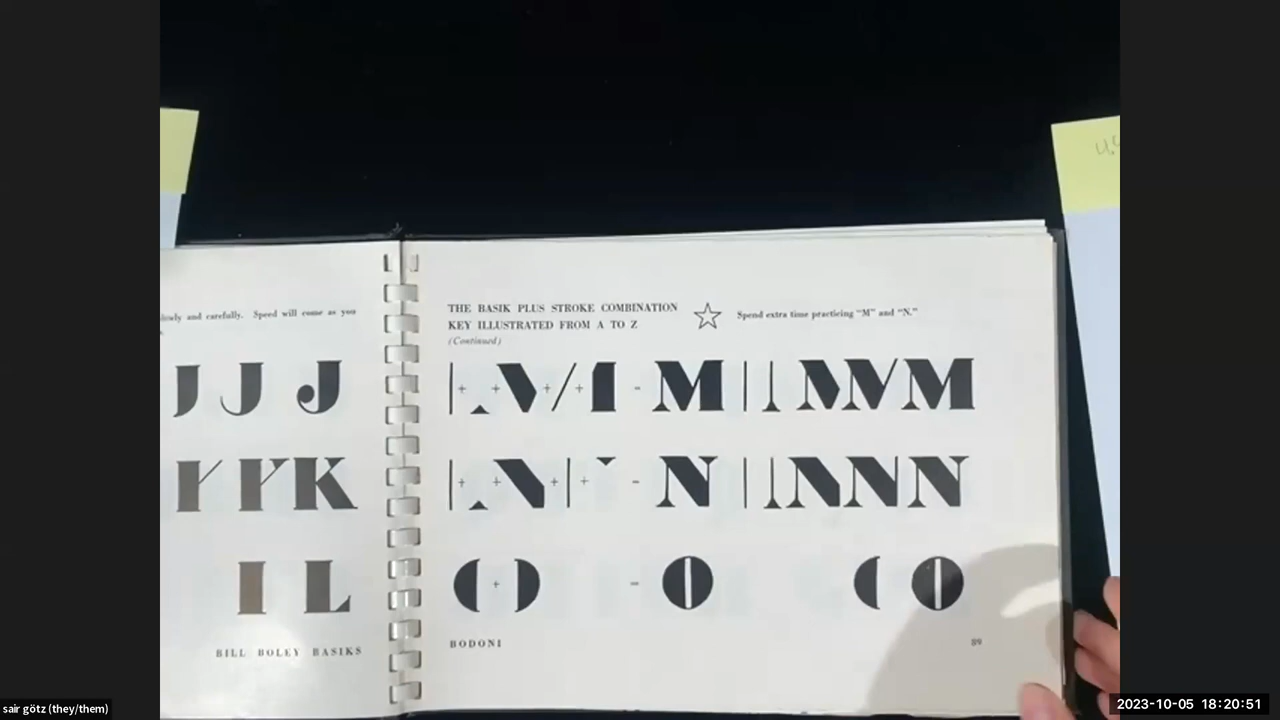 slowly and carefully. Speed will come as you
J J J
K
I L
BILL BOLEY BASIKS
THE BASIK PLUS STROKE COMBINATION
KEY ILLUSTRATED FROM A TO Z
(Continued)
Spend extra time practicing “M” and “N.”
+ + + + = M M
+ + + + = N N N N
( + ) = O ( O
BODONI
89
sair götz (they/them)
2023-10-05 18:20:51